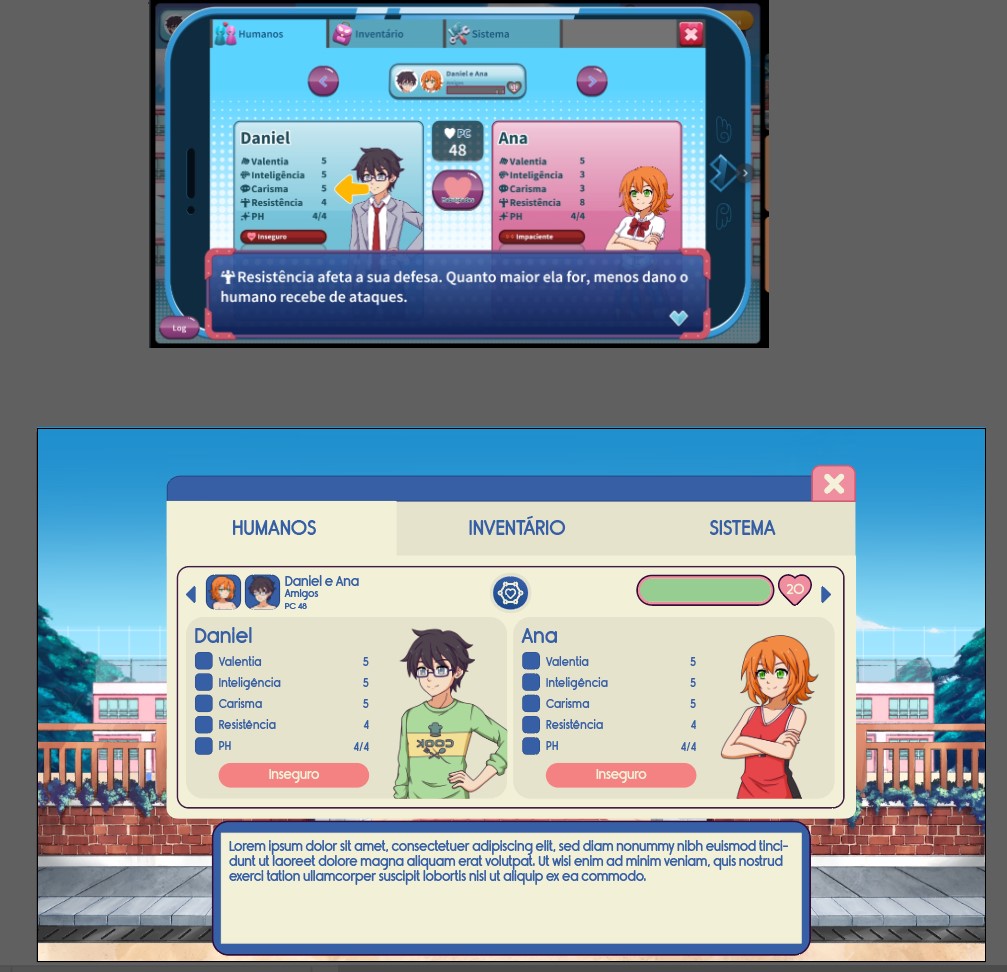 Humanos
Inventário
Sistema
Daniel e Ana
Amigos
Daniel
Valentia 5
Inteligência 5
Carisma 5
Resistência 4
PH 4/4
Inseguro
PC
48
Ana
Valentia 5
Inteligência 3
Carisma 3
Resistência 8
PH 4/4
Impaciente
Resistência afeta a sua defesa. Quanto maior ela for, menos dano o
humano recebe de ataques.
Log
HUMANOS
INVENTÁRIO
SISTEMA
Daniel e Ana
Amigos
PC 48
20
Daniel
Valentia 5
Inteligência 5
Carisma 5
Resistência 4
PH 4/4
Inseguro
COOK
Ana
Valentia 5
Inteligência 5
Carisma 5
Resistência 4
PH 4/4
Inseguro
Lorem ipsum dolor sit amet, consectetuer adipiscing elit, sed diam nonummy nibh euismod tinci-
dunt ut laoreet dolore magna aliquam erat volutpat. Ut wisi enim ad minim veniam, quis nostrud
exerci tation ullamcorper suscipit lobortis nisl ut aliquip ex ea commodo.